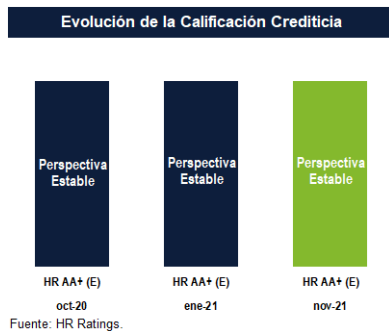 Evolución de la Calificación Crediticia
Perspectiva
Estable
Perspectiva
Estable
Perspectiva
Estable
HR AA+ (E)
HR AA+ (E)
HR AA+ (E)
oct-20
ene-21
nov-21
Fuente: HR Ratings.